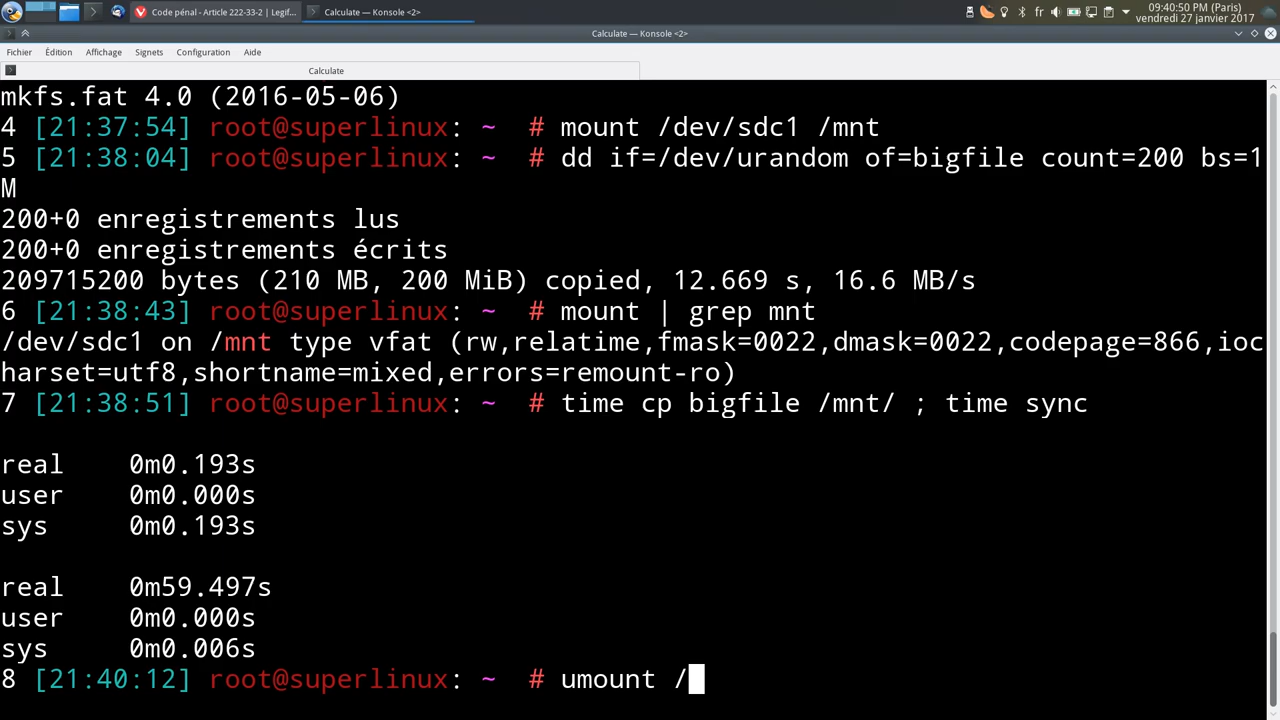 Code pénal - Article 222-33-2 | Legif...
Calculate — Konsole <2>
fr
09:40:50 PM (Paris)
vendredi 27 janvier 2017
Calculate — Konsole <2>
Fichier Édition Affichage Signets Configuration Aide
Calculate
mkfs.fat 4.0 (2016-05-06)
4 [21:37:54] root@superlinux: ~ # mount /dev/sdc1 /mnt
5 [21:38:04] root@superlinux: ~ # dd if=/dev/urandom of=bigfile count=200 bs=1
M
200+0 enregistrements lus
200+0 enregistrements écrits
209715200 bytes (210 MB, 200 MiB) copied, 12.669 s, 16.6 MB/s
6 [21:38:43] root@superlinux: ~ # mount | grep mnt
/dev/sdc1 on /mnt type vfat (rw,relatime,fmask=0022,dmask=0022,codepage=866,ioc
harset=utf8,shortname=mixed,errors=remount-ro)
7 [21:38:51] root@superlinux: ~ # time cp bigfile /mnt/ ; time sync
real 0m0.193s
user 0m0.000s
sys 0m0.193s
real 0m59.497s
user 0m0.000s
sys 0m0.006s
8 [21:40:12] root@superlinux: ~ # umount /